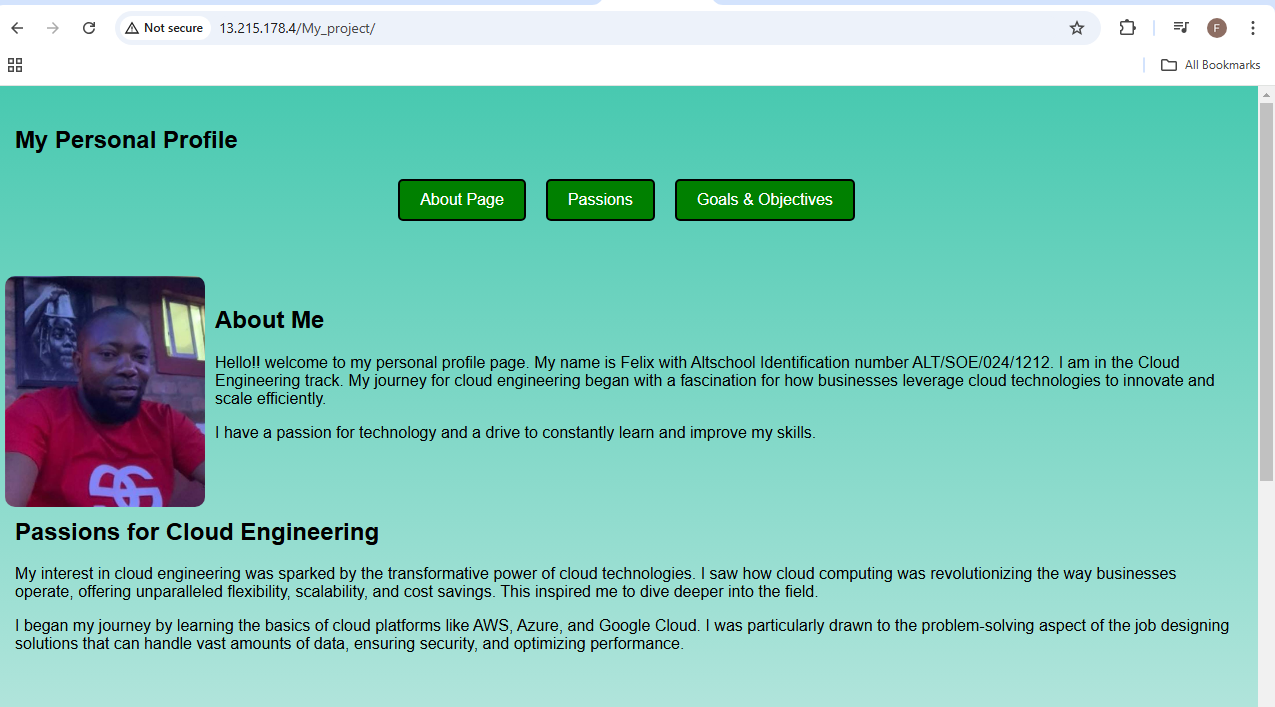 Not secure
13.215.178.4/My_project/
F
All Bookmarks
My Personal Profile
About Page
Passions
Goals & Objectives
About Me
Hello!! welcome to my personal profile page. My name is Felix with Altschool Identification number ALT/SOE/024/1212. I am in the Cloud
Engineering track. My journey for cloud engineering began with a fascination for how businesses leverage cloud technologies to innovate and
scale efficiently.
I have a passion for technology and a drive to constantly learn and improve my skills.
Passions for Cloud Engineering
My interest in cloud engineering was sparked by the transformative power of cloud technologies. I saw how cloud computing was revolutionizing the way businesses
operate, offering unparalleled flexibility, scalability, and cost savings. This inspired me to dive deeper into the field.
I began my journey by learning the basics of cloud platforms like AWS, Azure, and Google Cloud. I was particularly drawn to the problem-solving aspect of the job designing
solutions that can handle vast amounts of data, ensuring security, and optimizing performance.